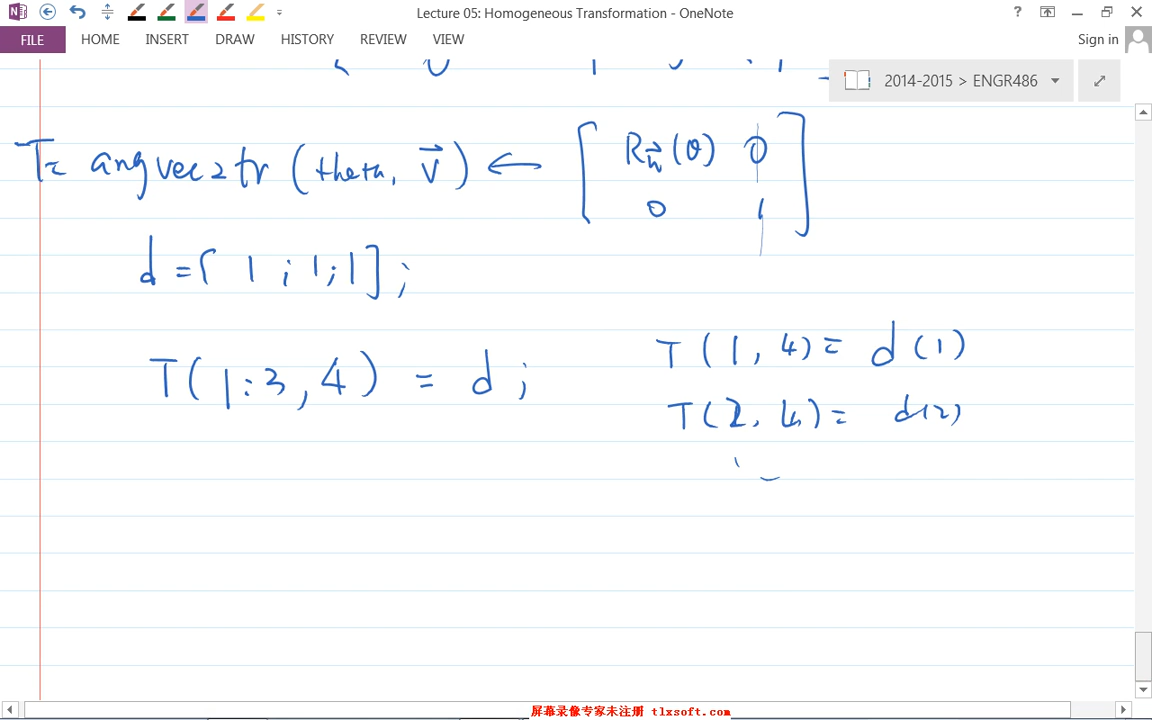 Lecture 05: Homogeneous Transformation - OneNote
?
FILE HOME INSERT DRAW HISTORY REVIEW VIEW Sign in
2014-2015 > ENGR486
T= angvec2tr (theta, v⃗) ← [ R n⃗ (θ) 0
0 1 ]
d = [ 1 ; 1 ; 1 ] ;
T ( 1 , 4 ) = d (1)
T ( 1:3 , 4 ) = d ;
T ( 2 , 4 ) = d(2)
屏幕录像专家未注册 tlxsoft.com